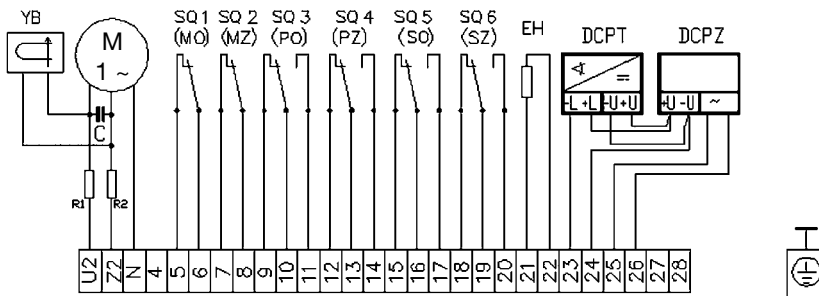 YB
M
1 ~
SQ 1
(MO)
SQ 2
(MZ)
SQ 3
(PO)
SQ 4
(PZ)
SQ 5
(SO)
SQ 6
(SZ)
EH
DCPT
DCPZ
-L +L -U +U
+U -U ~
C
R1
R2
U2 Z2 N 4 5 6 7 8 9 10 11 12 13 14 15 16 17 18 19 20 21 22 23 24 25 26 27 28